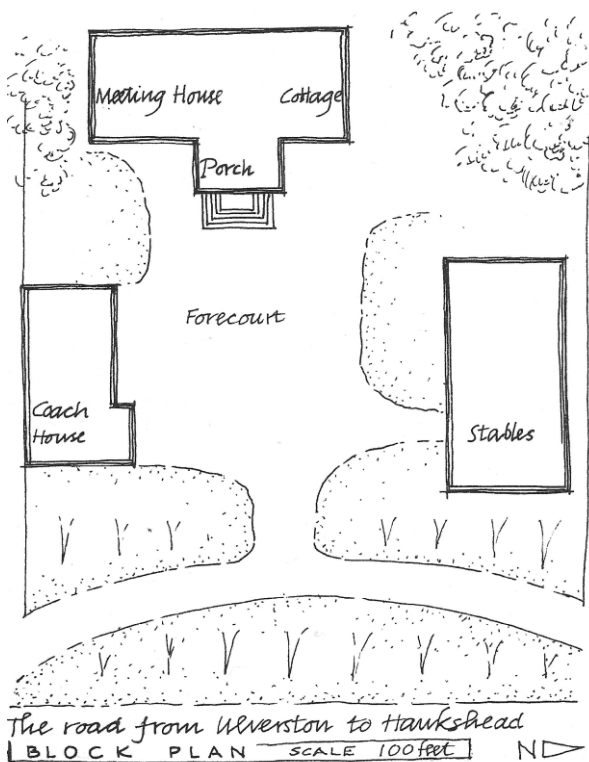 Meeting House Cottage
Porch
Forecourt
Coach
House
Stables
The road from Ulverston to Hawkshead
BLOCK PLAN SCALE 100 feet N